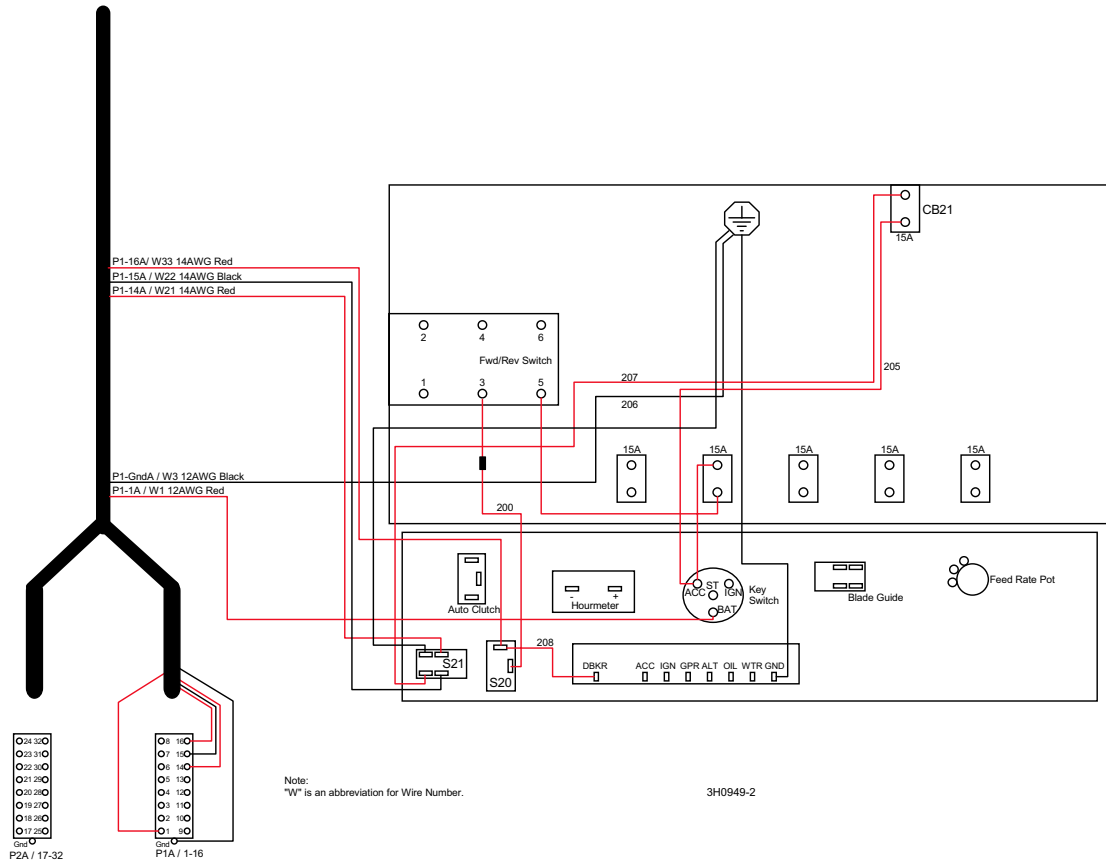 CB21
15A
P1-16A/ W33 14AWG Red
P1-15A / W22 14AWG Black
P1-14A / W21 14AWG Red
2 4 6
Fwd/Rev Switch
1 3 5
207
205
206
15A 15A 15A 15A 15A
P1-GndA / W3 12AWG Black
P1-1A / W1 12AWG Red
200
Auto Clutch
- +
Hourmeter
ST
ACC IGN
BAT
Key
Switch
Blade Guide
Feed Rate Pot
S21
S20
208
DBKR ACC IGN GPR ALT OIL WTR GND
24 32
23 31
22 30
21 29
20 28
19 27
18 26
17 25
Gnd
P2A / 17-32
8 16
7 15
6 14
5 13
4 12
3 11
2 10
1 9
Gnd
P1A / 1-16
Note:
"W" is an abbreviation for Wire Number.
3H0949-2